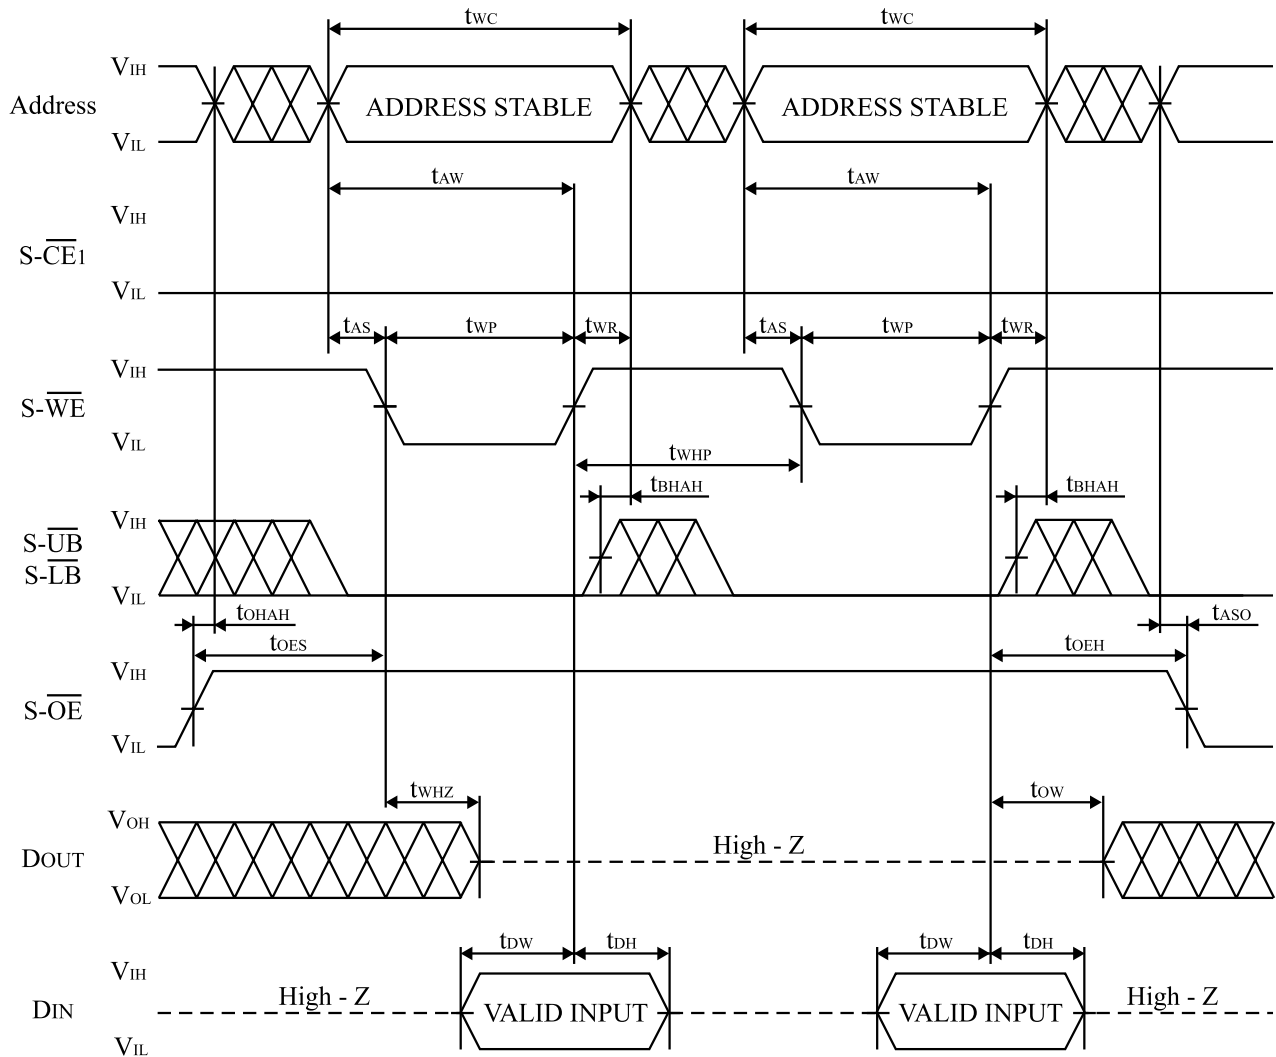 tWC tWC
VIH
Address ADDRESS STABLE ADDRESS STABLE
VIL
tAW tAW
VIH
S-CE1
VIL
tAS tWP tWR tAS tWP tWR
VIH
S-WE
VIL
tWHP
tBHAH tBHAH
VIH
S-UB
S-LB
VIL
tOHAH tASO
tOES tOEH
VIH
S-OE
VIL
tWHZ tOW
VOH
DOUT High - Z
VOL
tDW tDH tDW tDH
VIH
High - Z High - Z
DIN VALID INPUT VALID INPUT
VIL